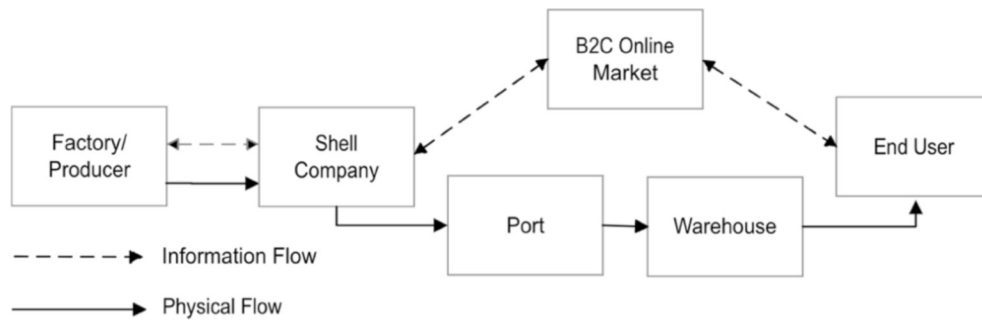 B2C Online
Market
Factory/
Producer
Shell
Company
End User
Port
Warehouse
Information Flow
Physical Flow